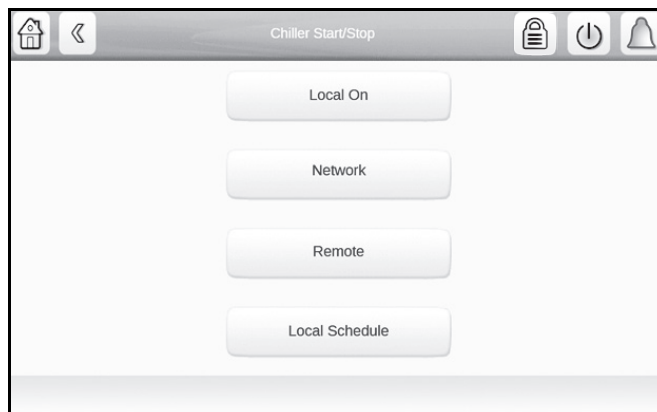 Chiller Start/Stop
Local On
Network
Remote
Local Schedule